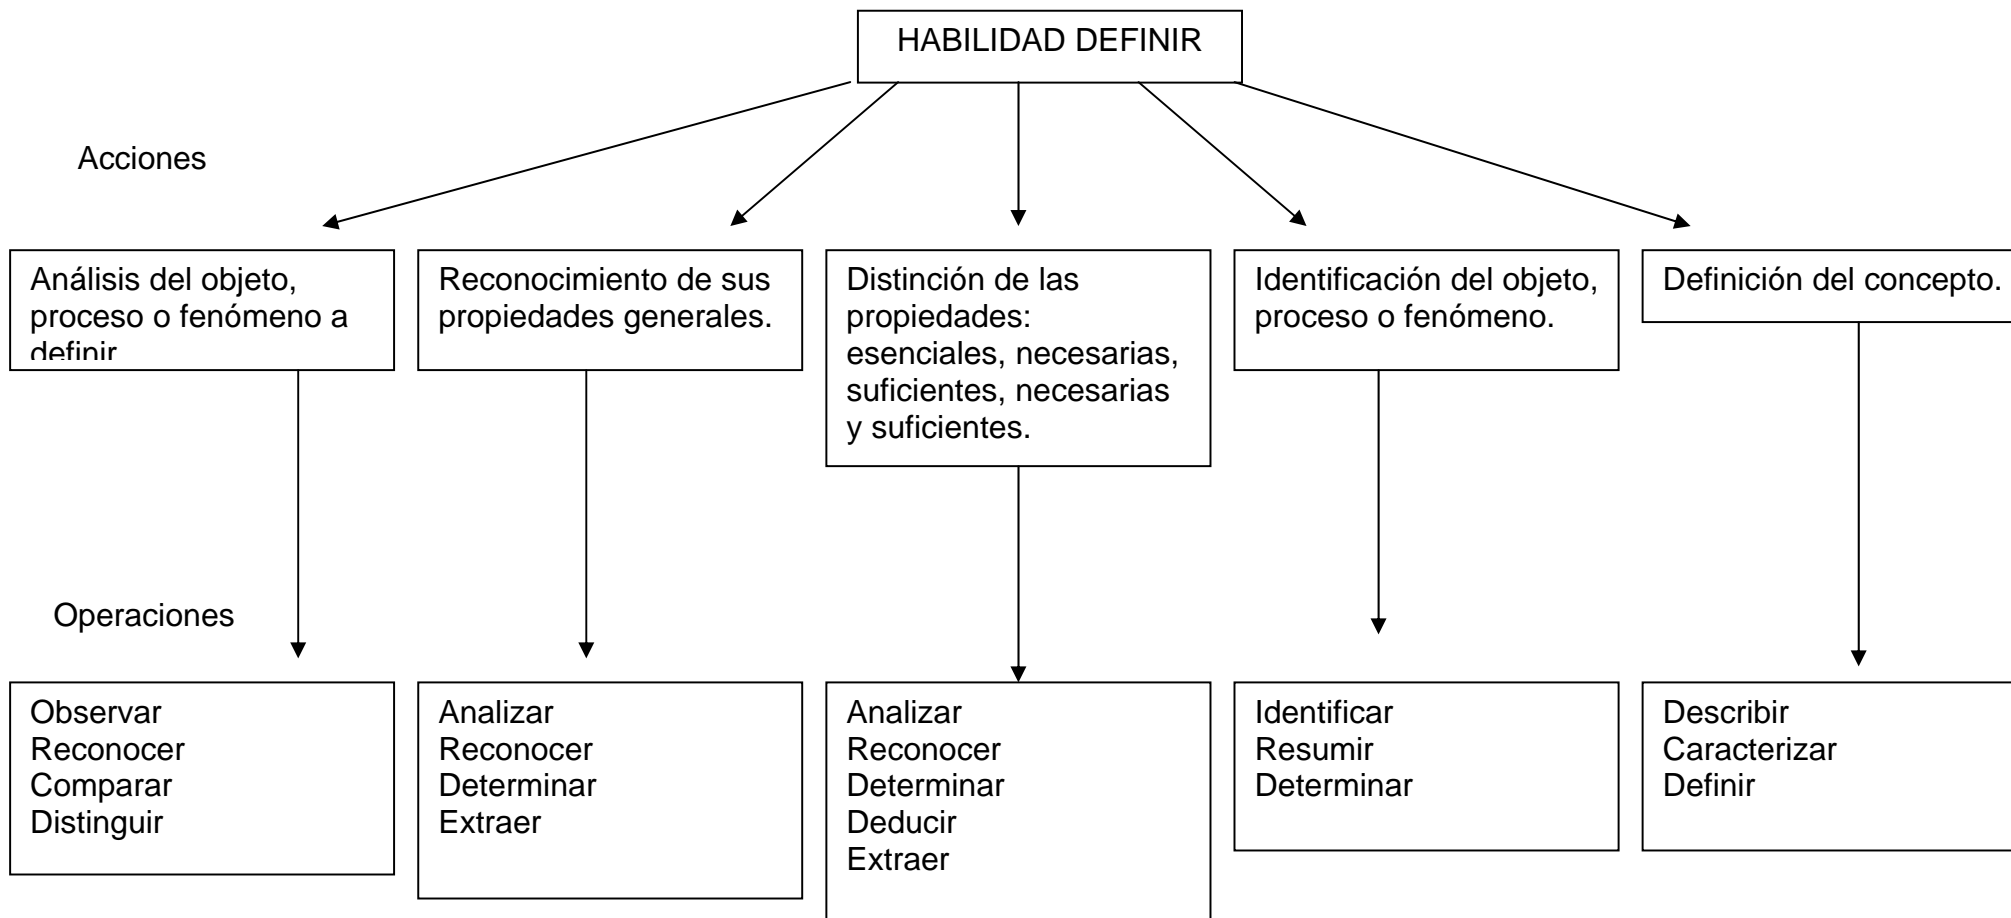 HABILIDAD DEFINIR
Acciones
Análisis del objeto,
proceso o fenómeno a
definir
Reconocimiento de sus
propiedades generales.
Distinción de las
propiedades:
esenciales, necesarias,
suficientes, necesarias
y suficientes.
Identificación del objeto,
proceso o fenómeno.
Definición del concepto.
Operaciones
Observar
Reconocer
Comparar
Distinguir
Analizar
Reconocer
Determinar
Extraer
Analizar
Reconocer
Determinar
Deducir
Extraer
Identificar
Resumir
Determinar
Describir
Caracterizar
Definir